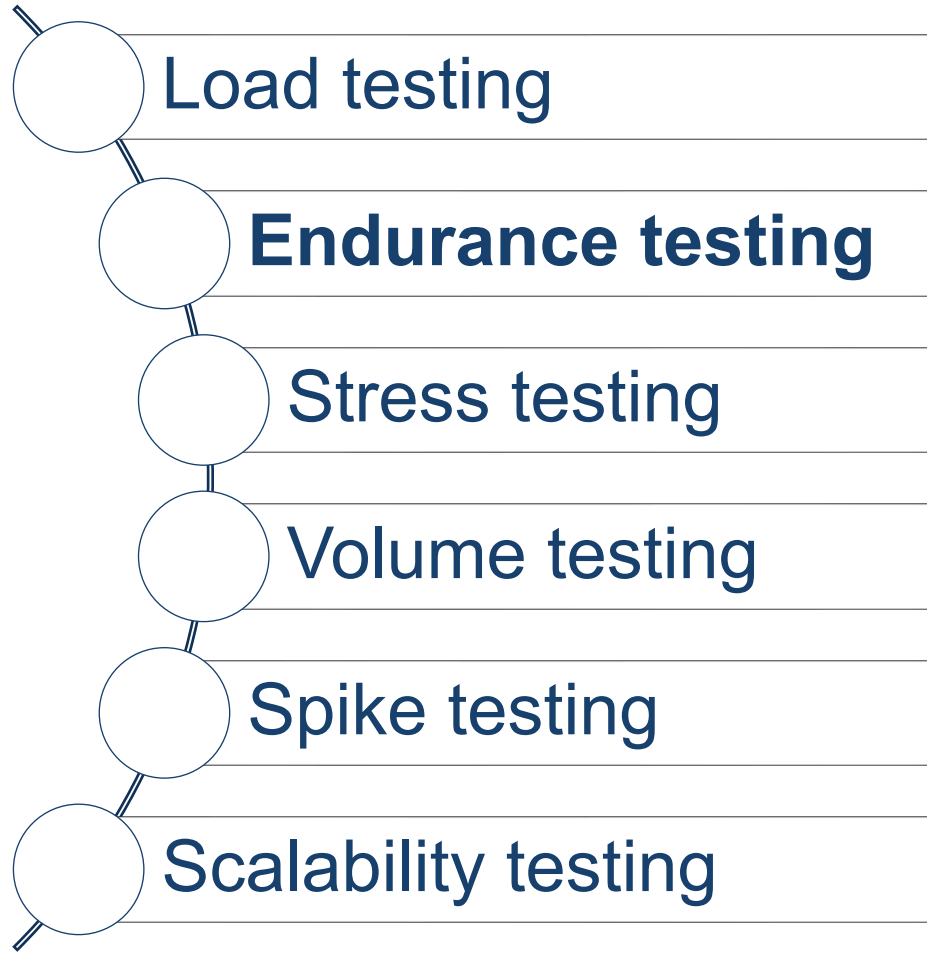 Load testing
Endurance testing
Stress testing
Volume testing
Spike testing
Scalability testing